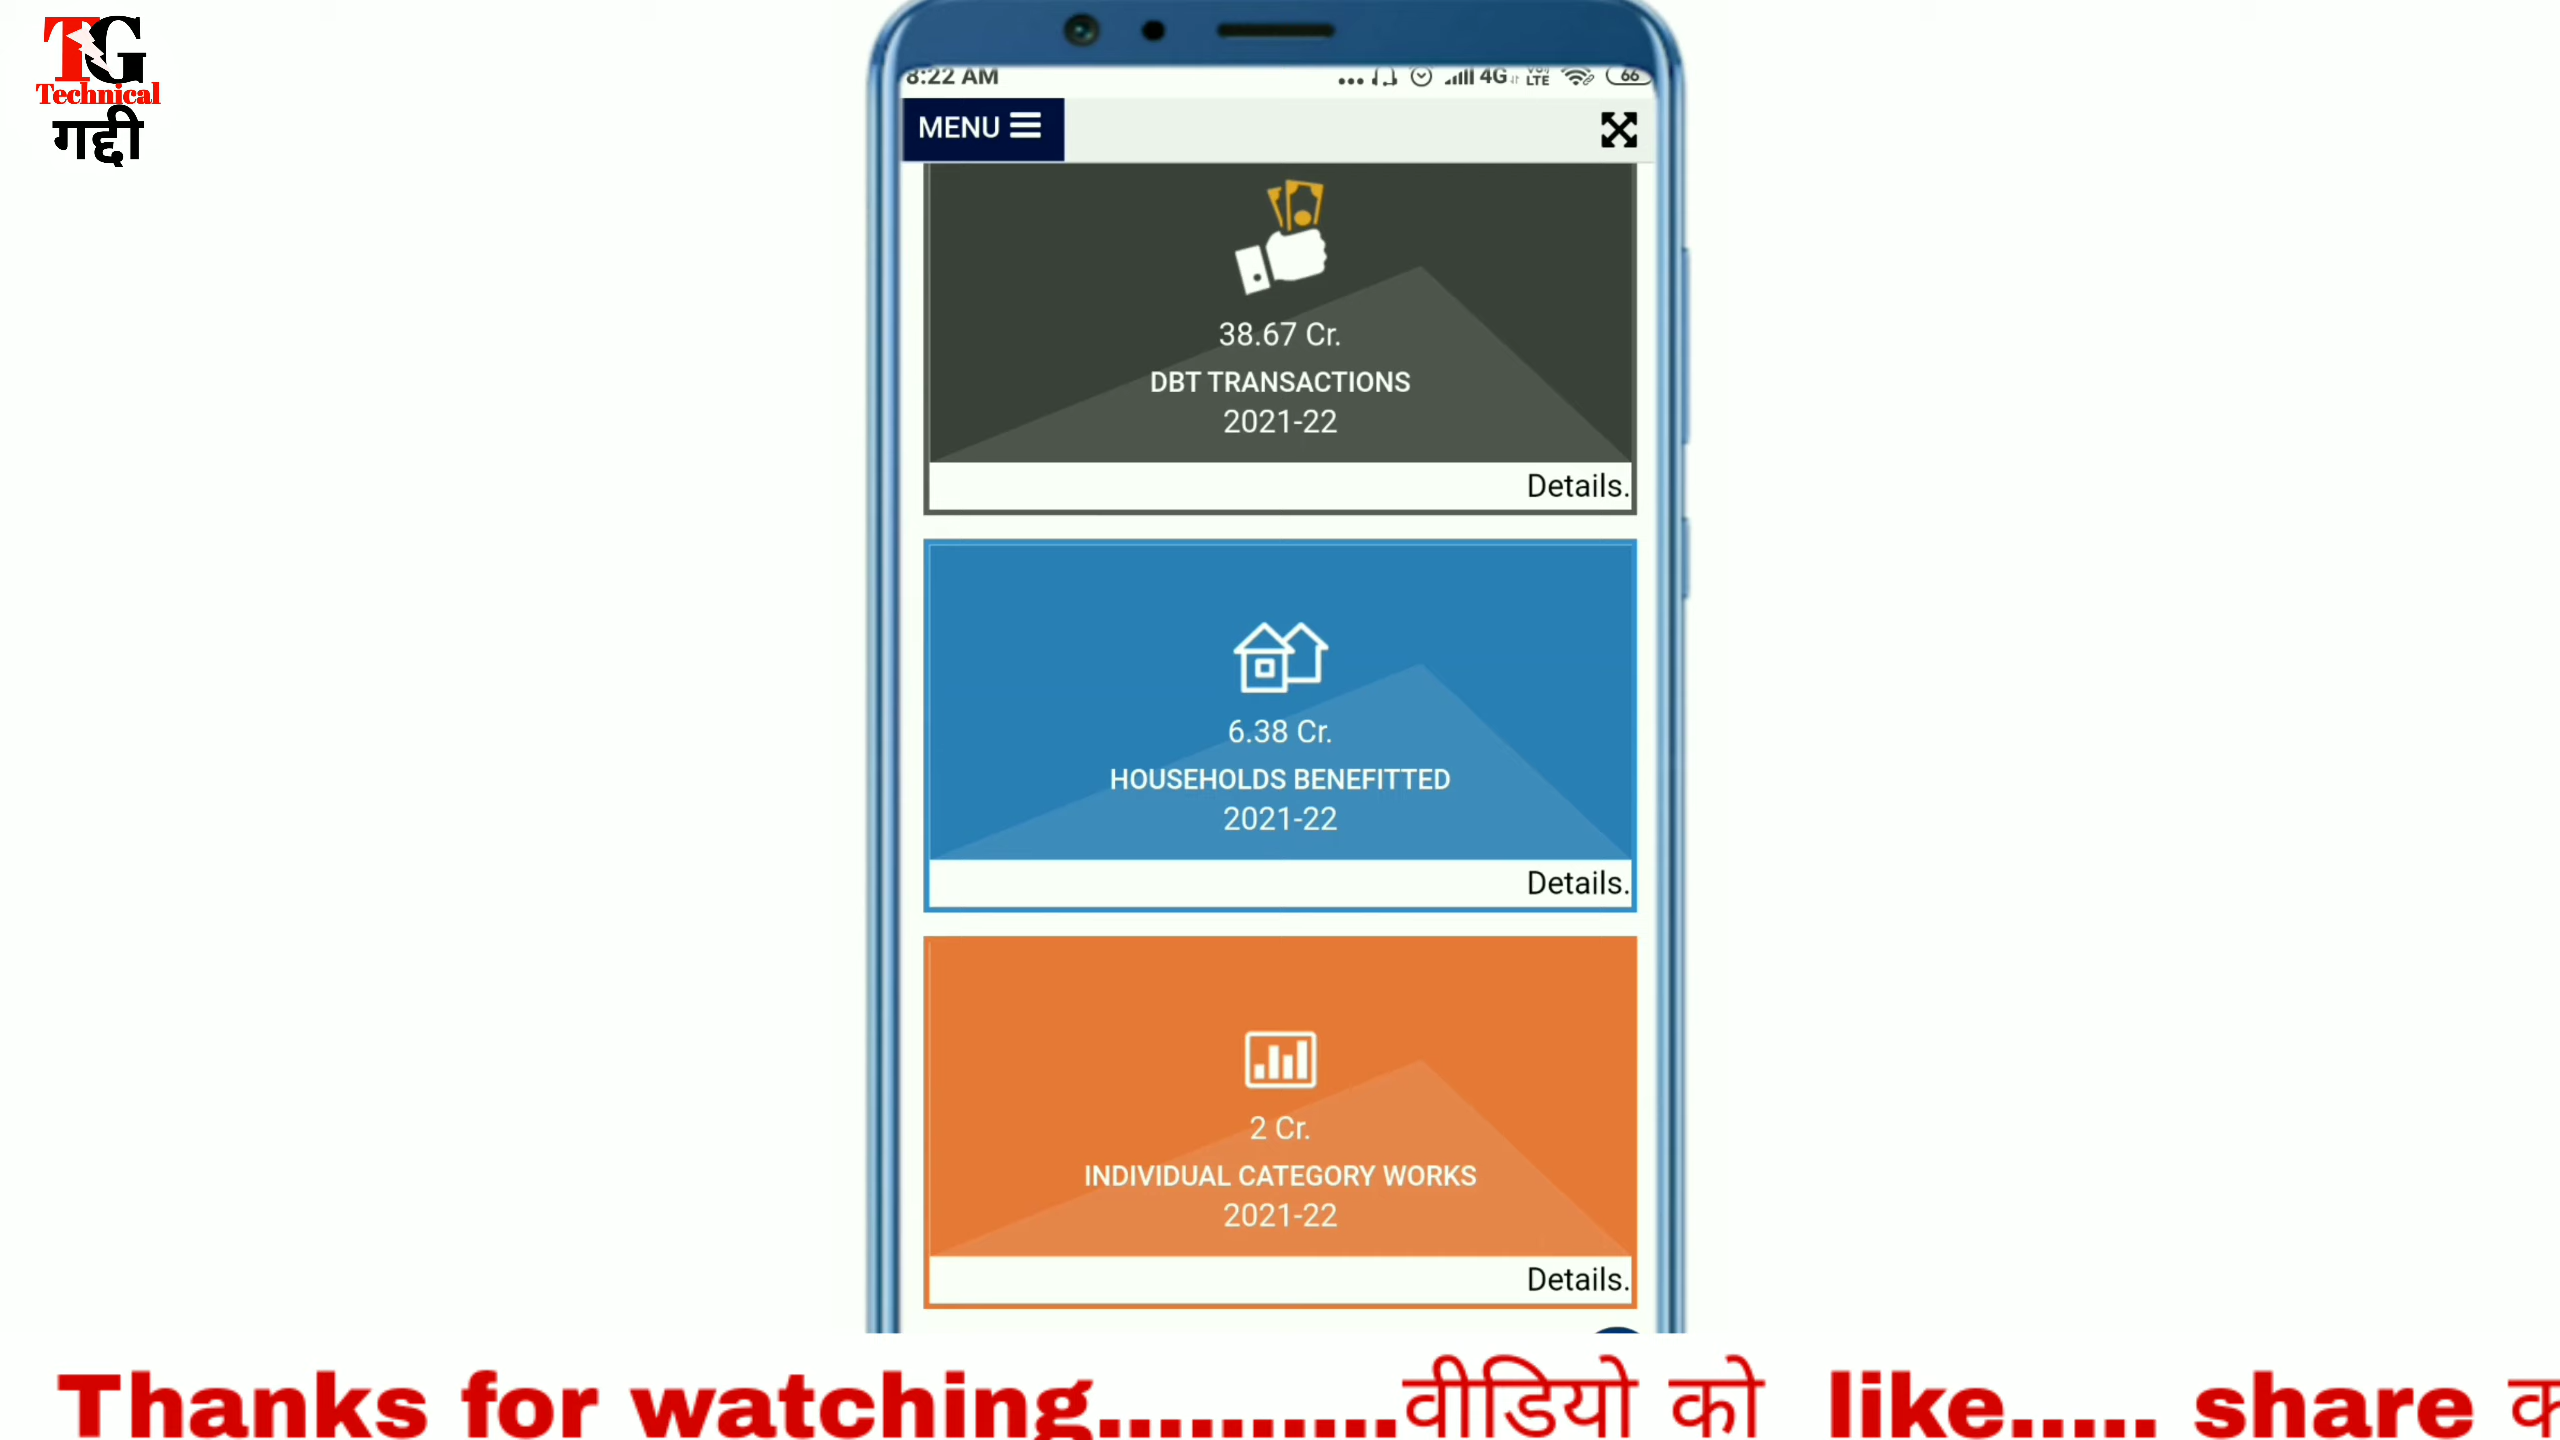 TG
Technical
गद्दी
8:22 AM
4G
LTE
66
MENU
38.67 Cr.
DBT TRANSACTIONS
2021-22
Details.
6.38 Cr.
HOUSEHOLDS BENEFITTED
2021-22
Details.
2 Cr.
INDIVIDUAL CATEGORY WORKS
2021-22
Details.
Thanks for watching..........वीडियो को like..... share